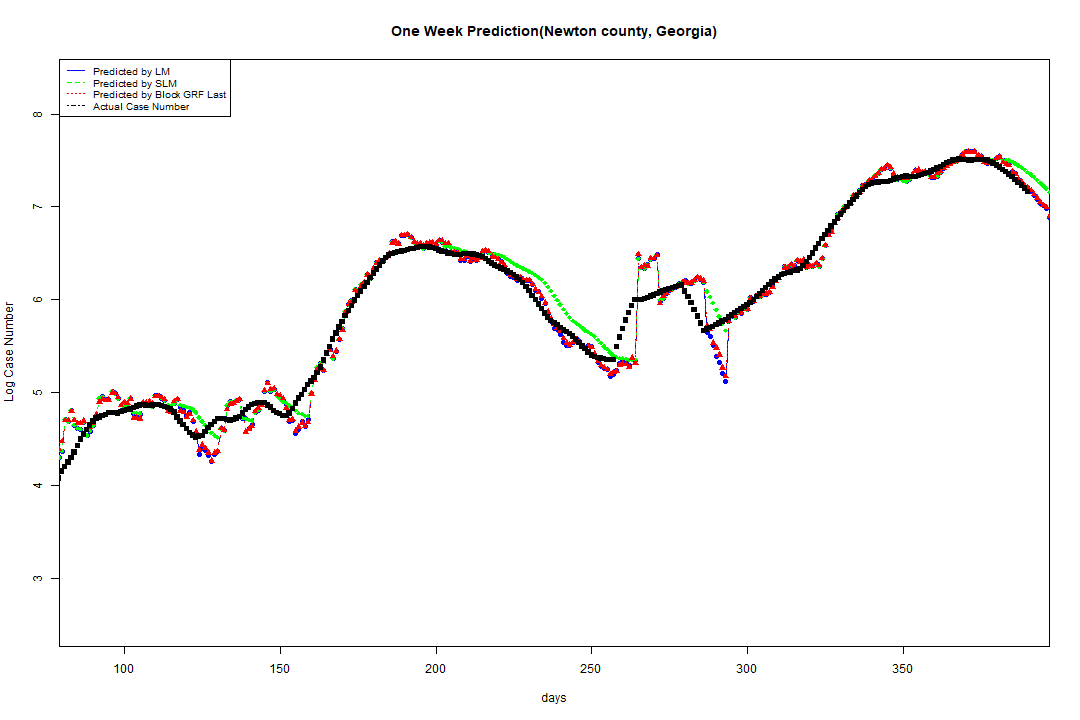 One Week Prediction(Newton county, Georgia)
Predicted by LM
Predicted by SLM
Predicted by Block GRF Last
Actual Case Number
Log Case Number
8
7
6
5
4
3
100 150 200 250 300 350
days